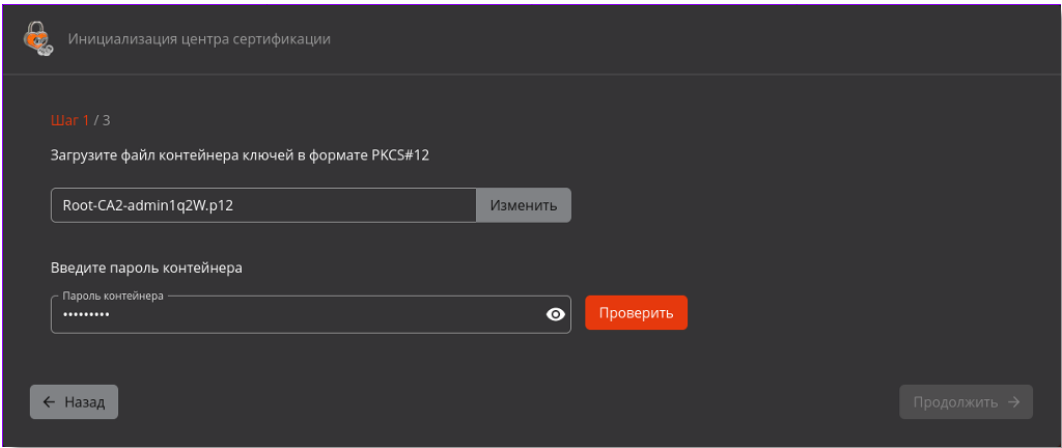 Инициализация центра сертификации
Шаг 1 / 3
Загрузите файл контейнера ключей в формате PKCS#12
Root-CA2-admin1q2W.p12 Изменить
Введите пароль контейнера
Пароль контейнера
••••••••• Проверить
← Назад Продолжить →